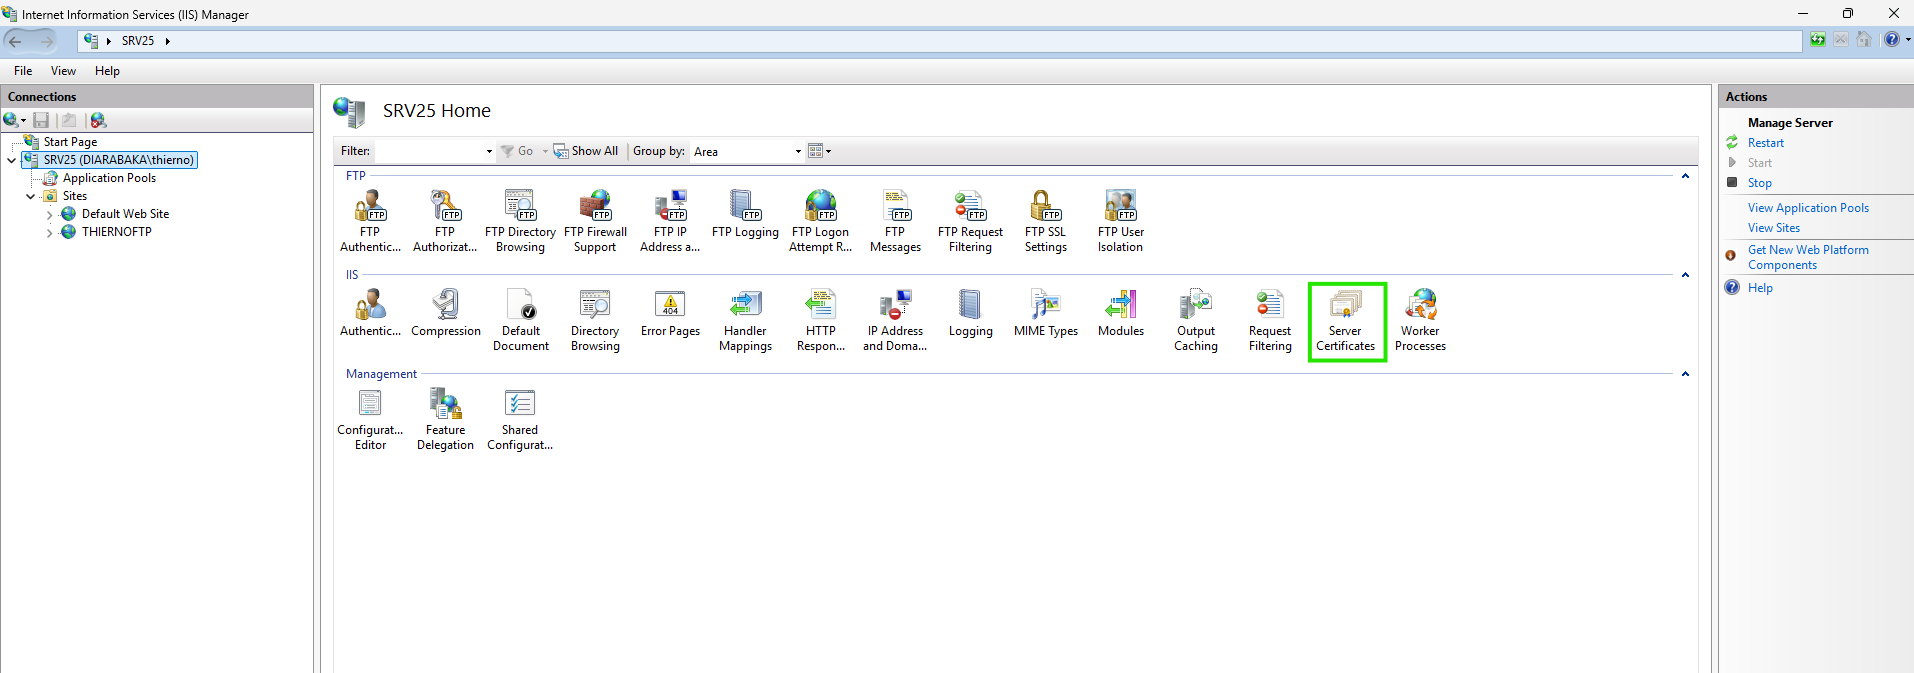 Internet Information Services (IIS) Manager
SRV25
File View Help
Connections
Start Page
SRV25 (DIARABAKA\thierno)
Application Pools
Sites
Default Web Site
THIERNOFTP
SRV25 Home
Filter: Go Show All Group by: Area
FTP
FTP Authentic...
FTP Authorizat...
FTP Directory Browsing
FTP Firewall Support
FTP IP Address a...
FTP Logging
FTP Logon Attempt R...
FTP Messages
FTP Request Filtering
FTP SSL Settings
FTP User Isolation
IIS
Authentic...
Compression
Default Document
Directory Browsing
404
Error Pages
Handler Mappings
HTTP Respon...
IP Address and Doma...
Logging
MIME Types
Modules
Output Caching
Request Filtering
Server Certificates
Worker Processes
Management
Configurat... Editor
Feature Delegation
Shared Configurat...
Actions
Manage Server
Restart
Start
Stop
View Application Pools
View Sites
Get New Web Platform
Components
Help